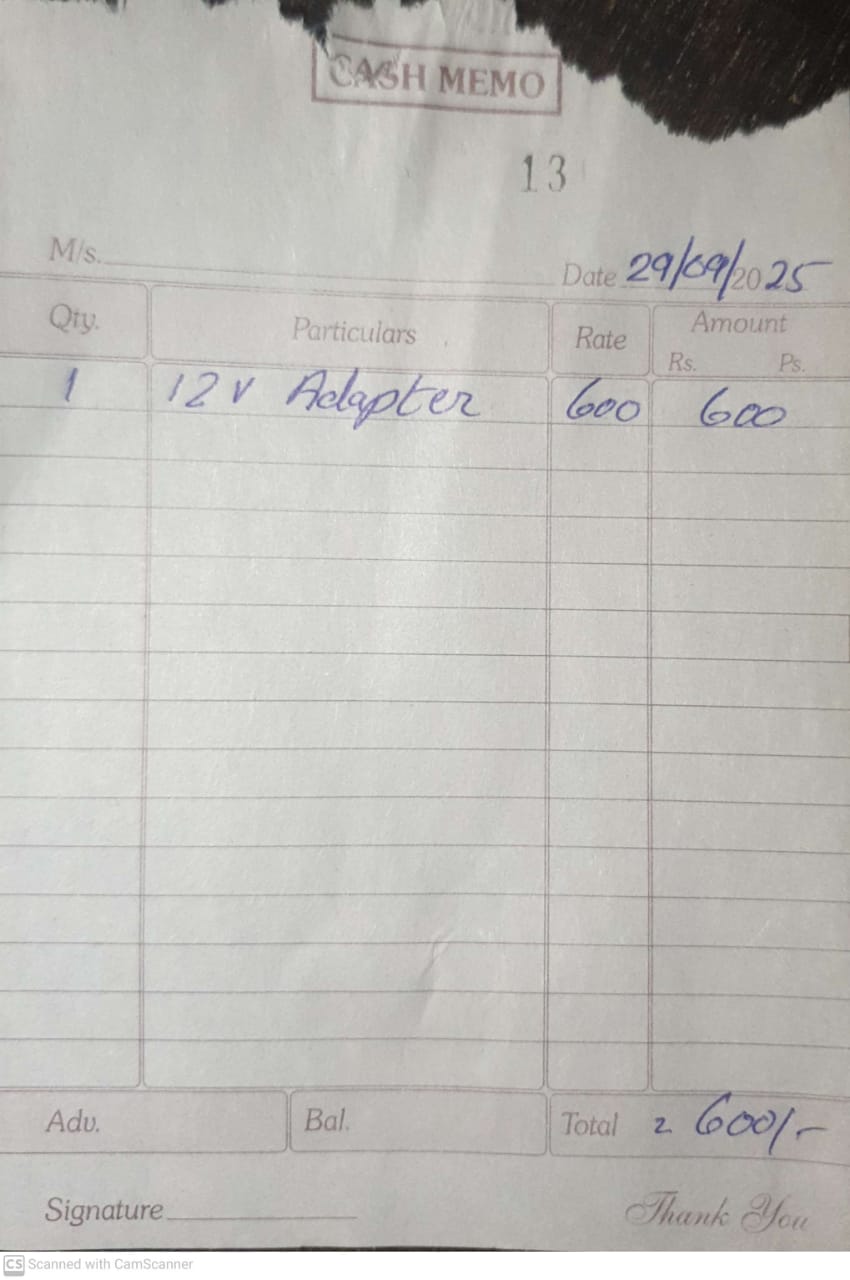 CASH MEMO
13
M/s.
Date 29/09/2025
Qty. Particulars Rate Amount
Rs. Ps.
1 12V Adapter 600 600
Adv. Bal. Total = 600/-
Signature Thank You
CS Scanned with CamScanner